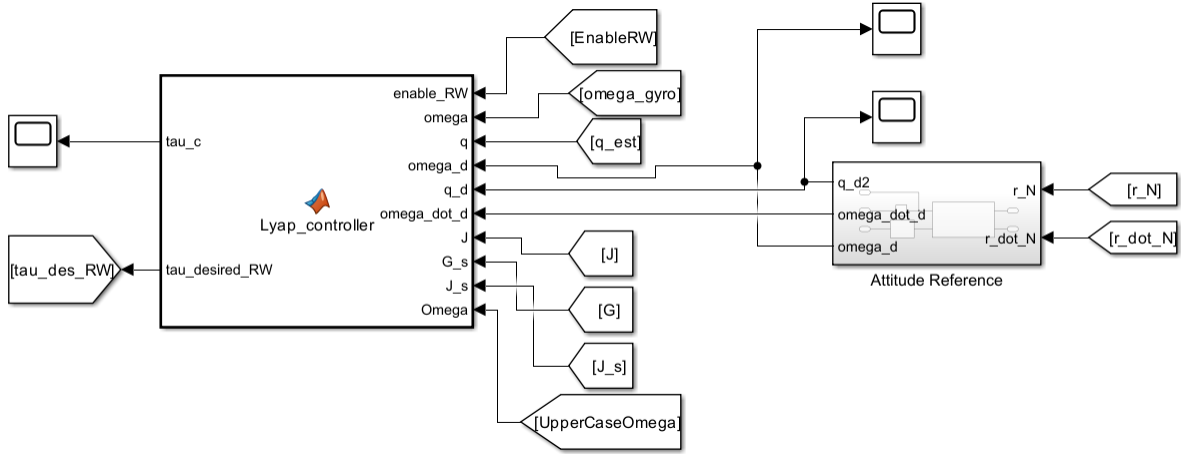 [EnableRW]
enable_RW
[omega_gyro]
omega
tau_c
q
[q_est]
omega_d
q_d
q_d2
r_N
[r_N]
Lyap_controller
omega_dot_d
omega_dot_d
J
r_dot_N
[r_dot_N]
omega_d
[J]
G_s
[tau_des_RW]
tau_desired_RW
Attitude Reference
J_s
Omega
[G]
[J_s]
[UpperCaseOmega]